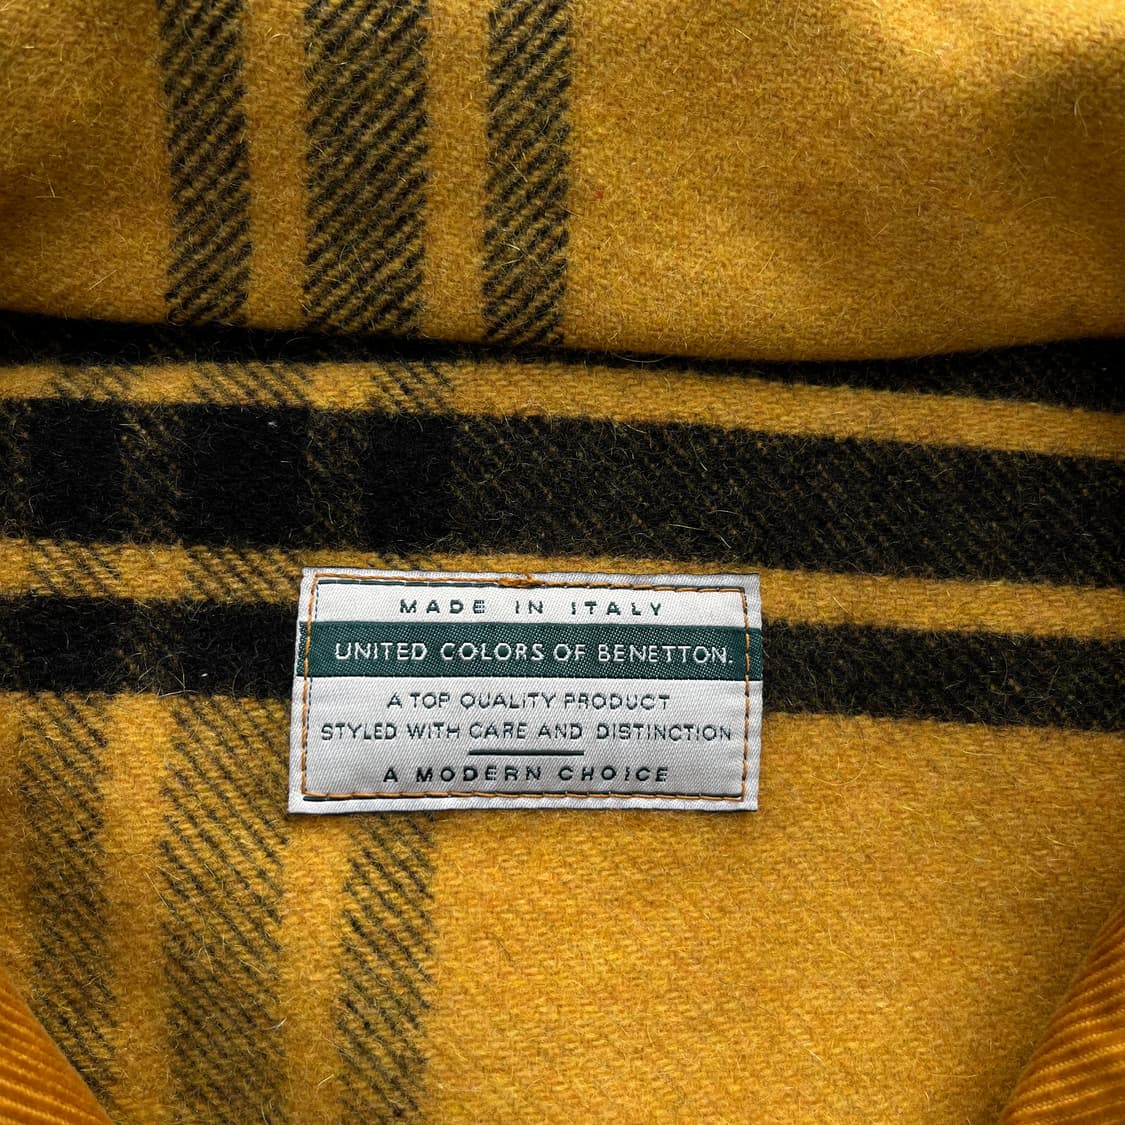 MADE IN ITALY
UNITED COLORS OF BENETTON.
A TOP QUALITY PRODUCT
STYLED WITH CARE AND DISTINCTION
A MODERN CHOICE